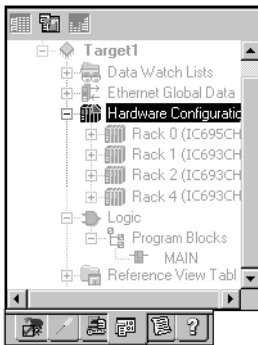 Target1
Data Watch Lists
Ethernet Global Data
Hardware Configuratio
Rack 0 (IC695CH
Rack 1 (IC693CH
Rack 2 (IC693CH
Rack 4 (IC693CH
Logic
Program Blocks
MAIN
Reference View Tabl